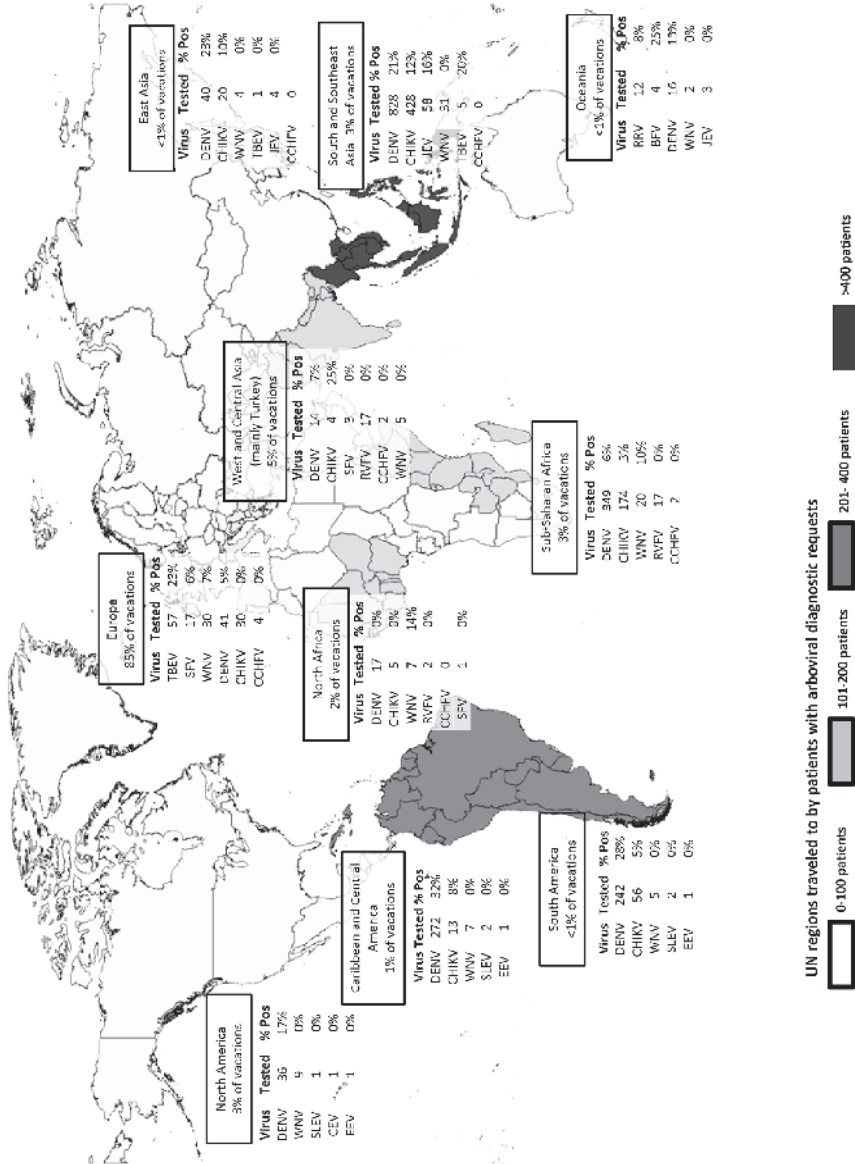 North America
3% of vacations
Virus Tested % Pos
DENV 36 17%
WNV 9 0%
SLEV 1 0%
CEV 1 0%
EEV 1 0%
Caribbean and Central
America
1% of vacations
Virus Tested % Pos
DENV 272 32%
CHIKV 13 8%
WNV 7 0%
SLEV 2 0%
EEV 1 0%
South America
<1% of vacations
Virus Tested % Pos
DENV 242 28%
CHIKV 56 5%
WNV 5 0%
SLEV 2 0%
EEV 1 0%
Europa
85% of vacations
Virus Tested % Pos
TBEV 57 23%
SFV 17 6%
WNV 30 7%
DENV 41 5%
CHIKV 30 0%
CCHFV 4 0%
North Africa
2% of vacations
Virus Tested % Pos
DENV 17 0%
CHIKV 5 0%
WNV 7 14%
RVFV 2 0%
CCHFV 0
SFV 1 0%
West and Central Asia
(mainly Turkey)
5% of vacations
Virus Tested % Pos
DENV 14 7%
CHIKV 4 25%
SFV 3 0%
RVFV 17 0%
CCHFV 2 0%
WNV 5 0%
Sub-Saharan Africa
3% of vacations
Virus Tested % Pos
DENV 349 6%
CHIKV 174 3%
WNV 20 10%
RVFV 17 0%
CCHFV 2 0%
East Asia
<1% of vacations
Virus Tested % Pos
DENV 40 23%
CHIKV 20 10%
WNV 4 0%
TBEV 1 0%
JEV 4 0%
CCHFV 0
South and Southeast
Asia 3% of vacations
Virus Tested % Pos
DENV 828 21%
CHIKV 428 12%
JEV 58 16%
WNV 31 0%
TBEV 5 20%
CCHFV 0
Oceania
<1% of vacations
Virus Tested % Pos
RRV 12 8%
BFV 4 25%
DENV 16 13%
WNV 2 0%
JEV 3 0%
UN regions traveled to by patients with arboviral diagnostic requests
0-100 patients
101-200 patients
201- 400 patients
>400 patients